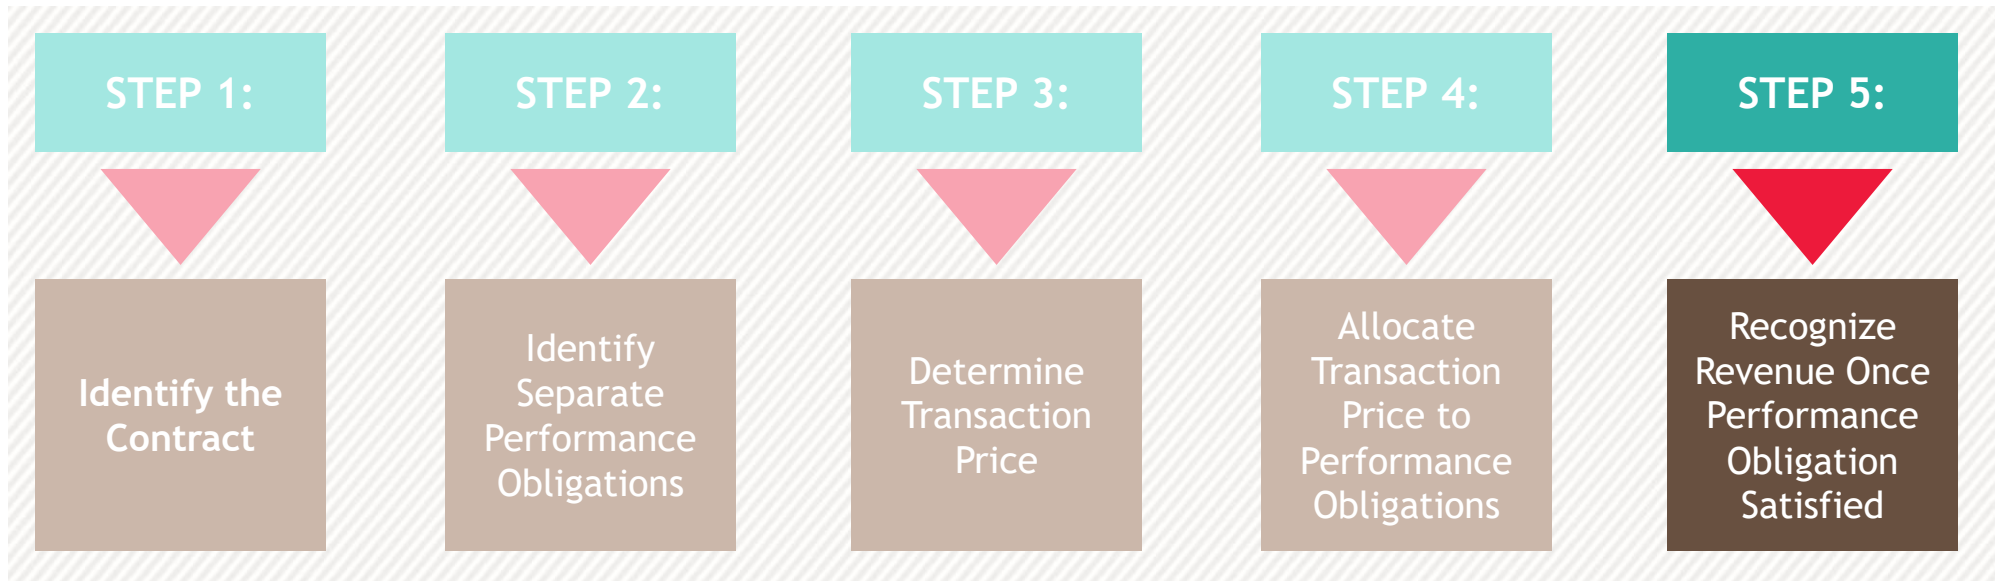 STEP 1:
Identify the
Contract
STEP 2:
Identify
Separate
Performance
Obligations
STEP 3:
Determine
Transaction
Price
STEP 4:
Allocate
Transaction
Price to
Performance
Obligations
STEP 5:
Recognize
Revenue Once
Performance
Obligation
Satisfied